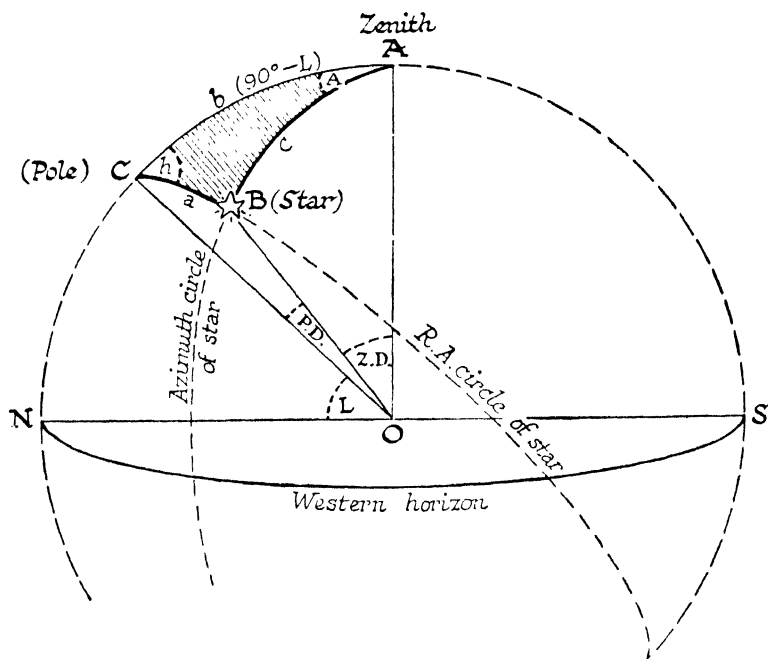 Zenith
A
b (90°-L)
A
c
(Pole) C
h
a
B (Star)
Azimuth circle
of star
P.D.
Z.D.
R.A. circle of star
L
N
O
S
Western horizon